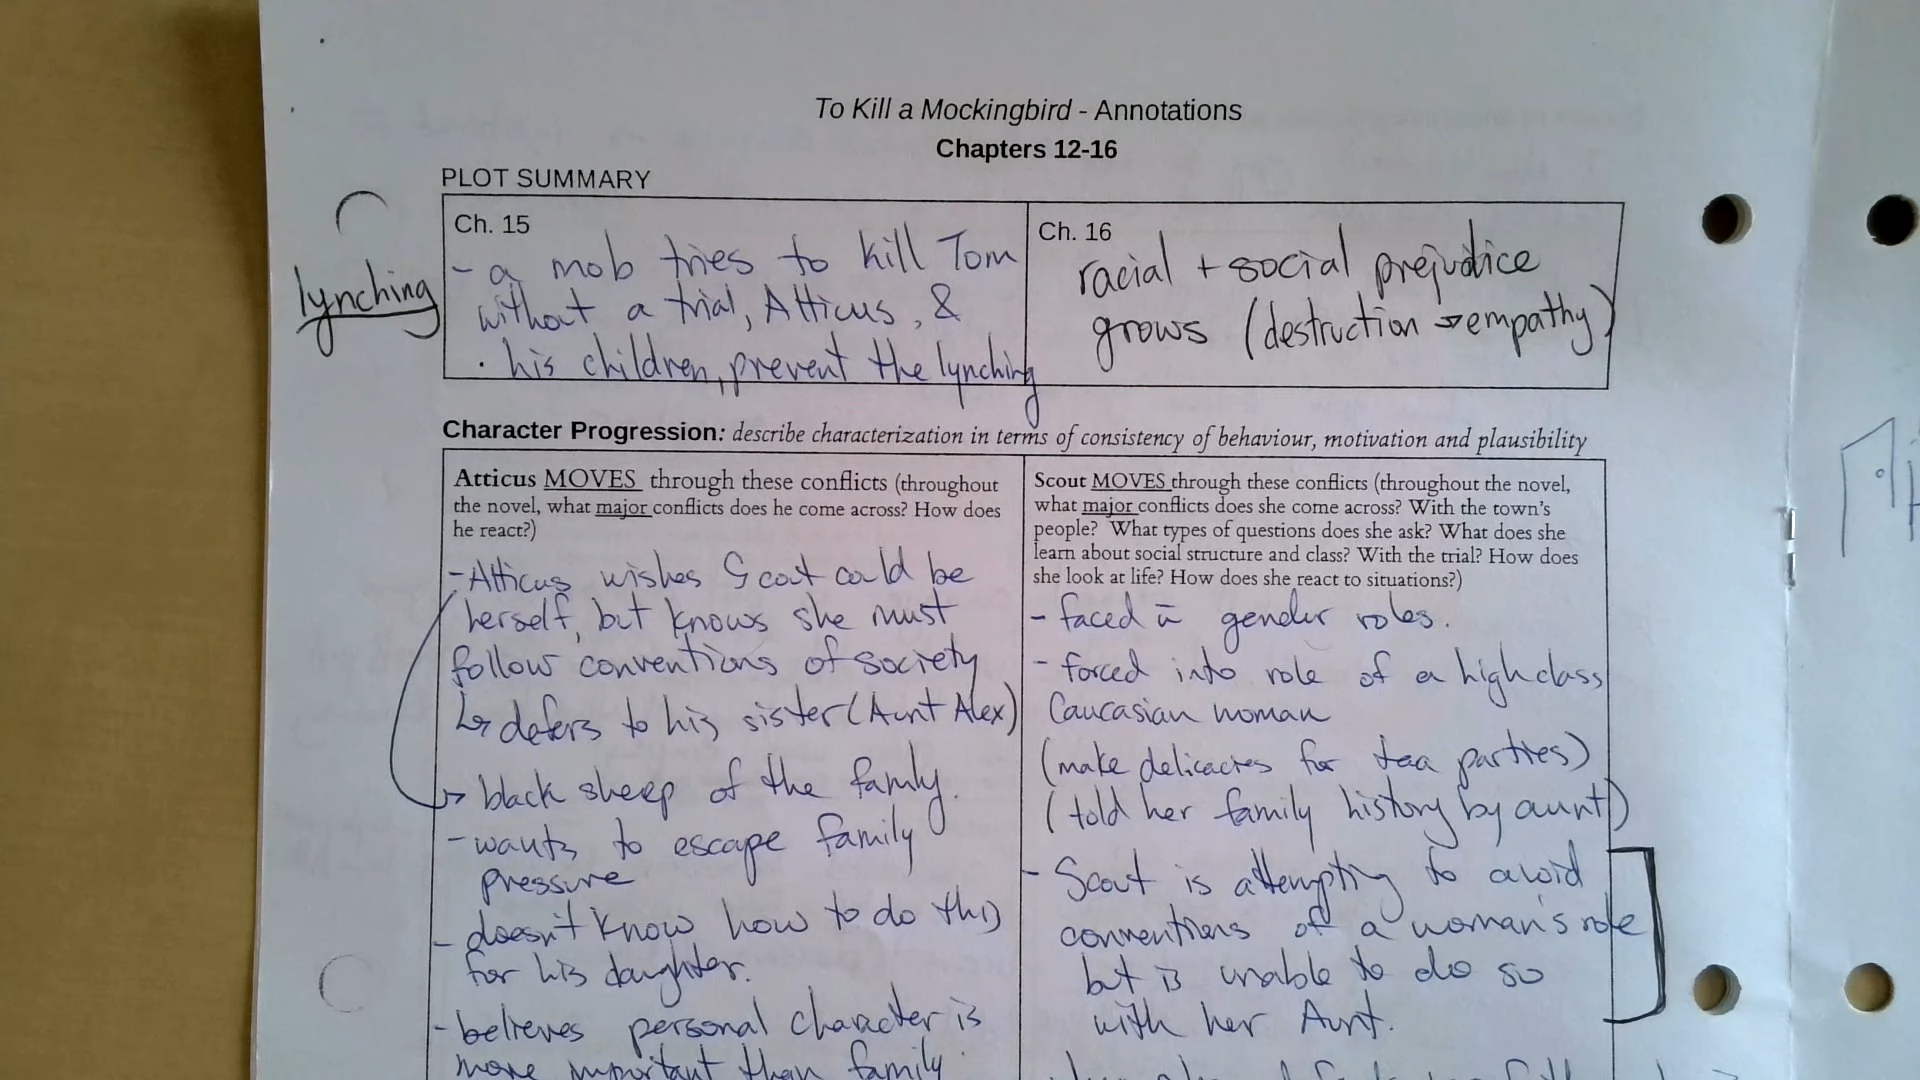 To Kill a Mockingbird - Annotations
Chapters 12-16
PLOT SUMMARY
lynching
Ch. 15
- a mob tries to kill Tom
without a trial, Atticus, &
his children, prevent the lynching
Ch. 16
racial + social prejudice
grows (destruction → empathy)
Character Progression: describe characterization in terms of consistency of behaviour, motivation and plausibility
Atticus MOVES through these conflicts (throughout
the novel, what major conflicts does he come across? How does
he react?)
- Atticus wishes Scout could be
herself, but knows she must
follow conventions of society
↳ defers to his sister (Aunt Alex)
→ black sheep of the family.
- wants to escape family
pressure
- doesn't know how to do this
for his daughter.
- believes personal character is
more important than family
Scout MOVES through these conflicts (throughout the novel,
what major conflicts does she come across? With the town's
people? What types of questions does she ask? What does she
learn about social structure and class? With the trial? How does
she look at life? How does she react to situations?)
- faced gender roles.
- forced into role of a high class
Caucasian woman
(make delicacies for tea parties)
(told her family history by aunt)
- Scout is attempting to avoid
conventions of a woman's role
but is unable to do so
with her Aunt.